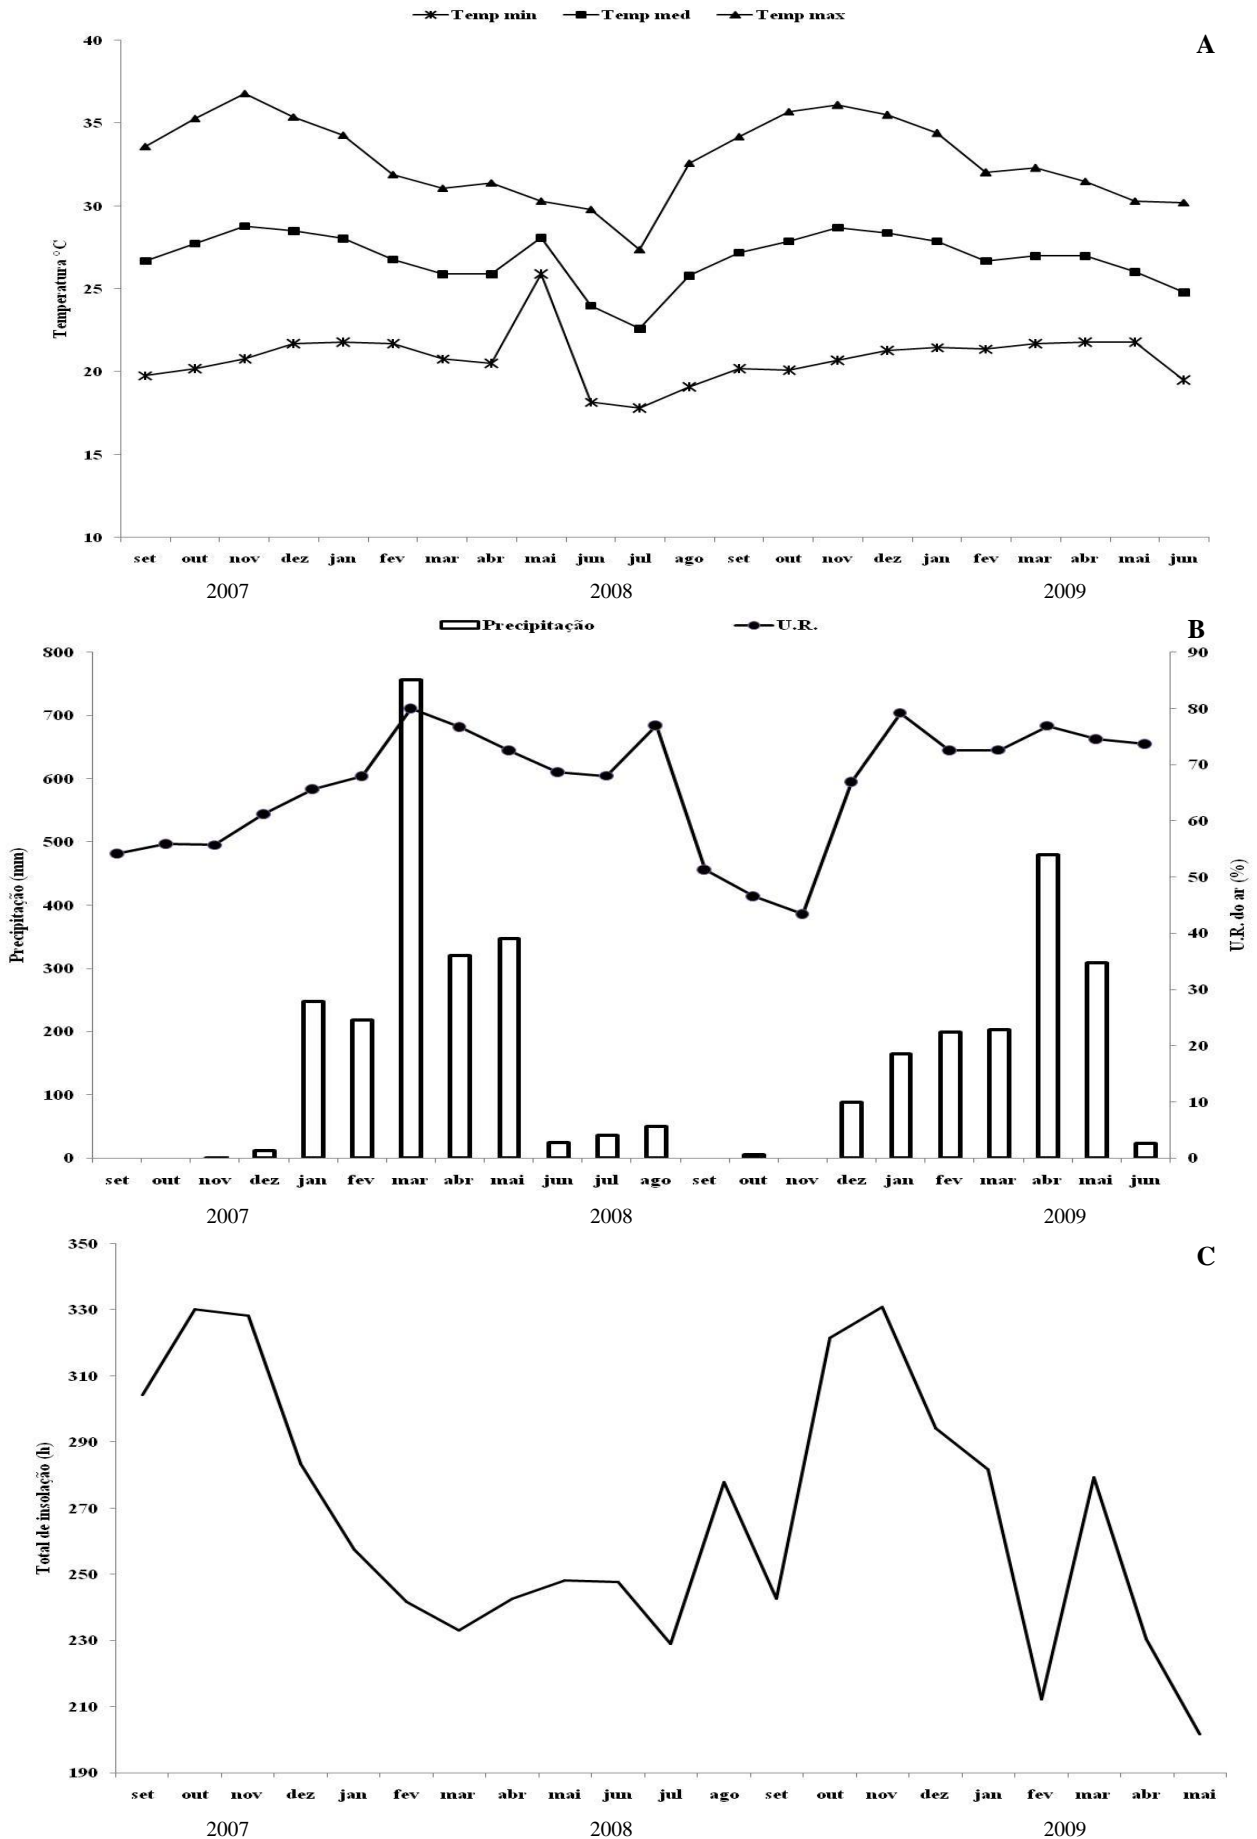 Temp min Temp med Temp max
A
40
35
30
25
20
15
10
Temperatura °C
set out nov dez jan fev mar abr mai jun jul ago set out nov dez jan fev mar abr mai jun
2007 2008 2009
Precipitação U.R.
B
800 90
700 80
600 70
500 60
400 50
300 40
200 30
100 20
0 10
0
Precipitação (mm)
U.R. do ar (%)
set out nov dez jan fev mar abr mai jun jul ago set out nov dez jan fev mar abr mai jun
2007 2008 2009
C
350
330
310
290
270
250
230
210
190
Total de insolação (h)
set out nov dez jan fev mar abr mai jun jul ago set out nov dez jan fev mar abr mai
2007 2008 2009